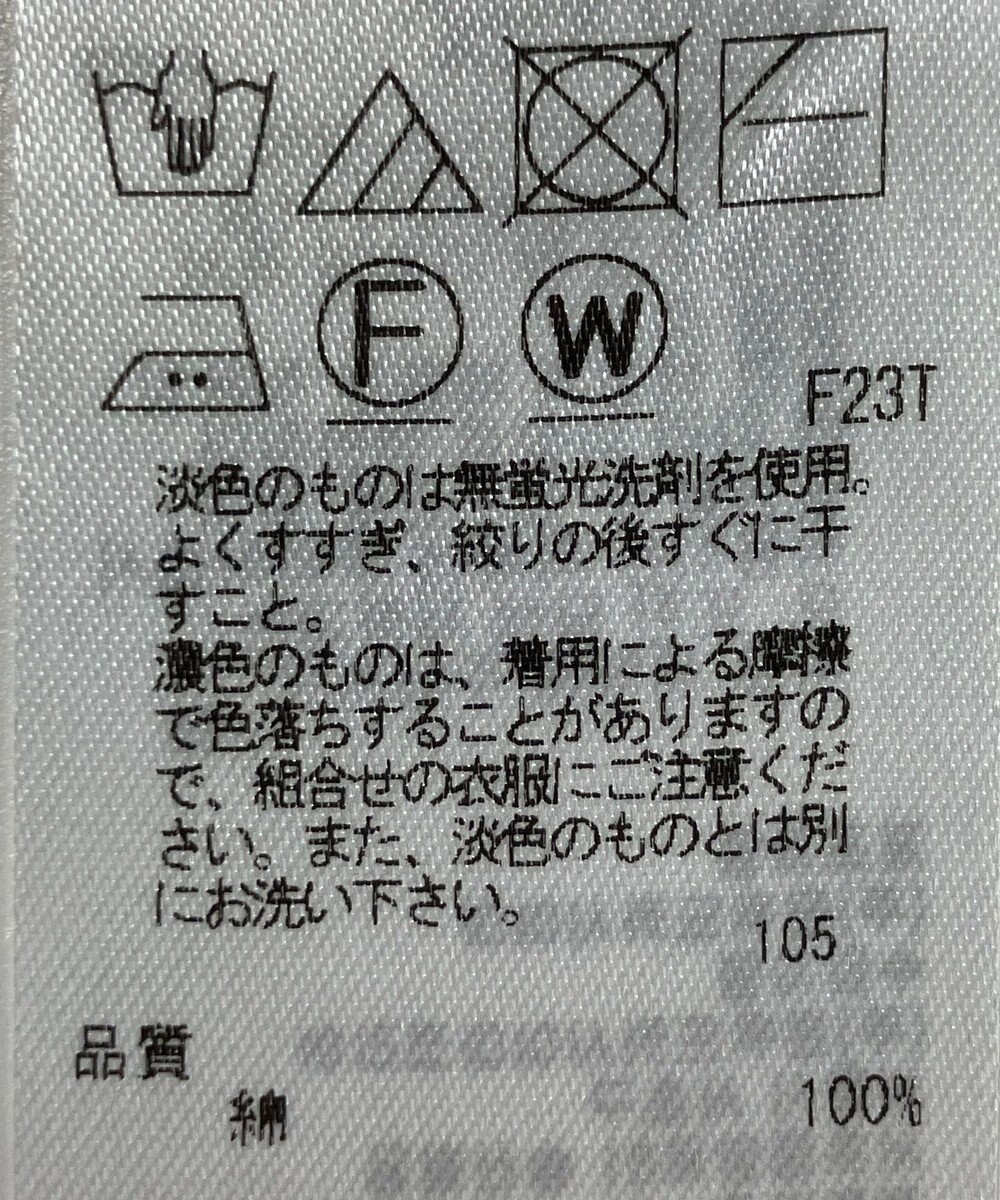 F
W
F23T
淡色のものは無蛍光洗剤を使用。
よくすすぎ、絞りの後すぐに干
すこと。
濃色のものは、着用による摩擦
で色落ちすることがありますの
で、組合せの衣服にご注意くだ
さい。また、淡色のものとは別
にお洗い下さい。
105
品質
綿 100%